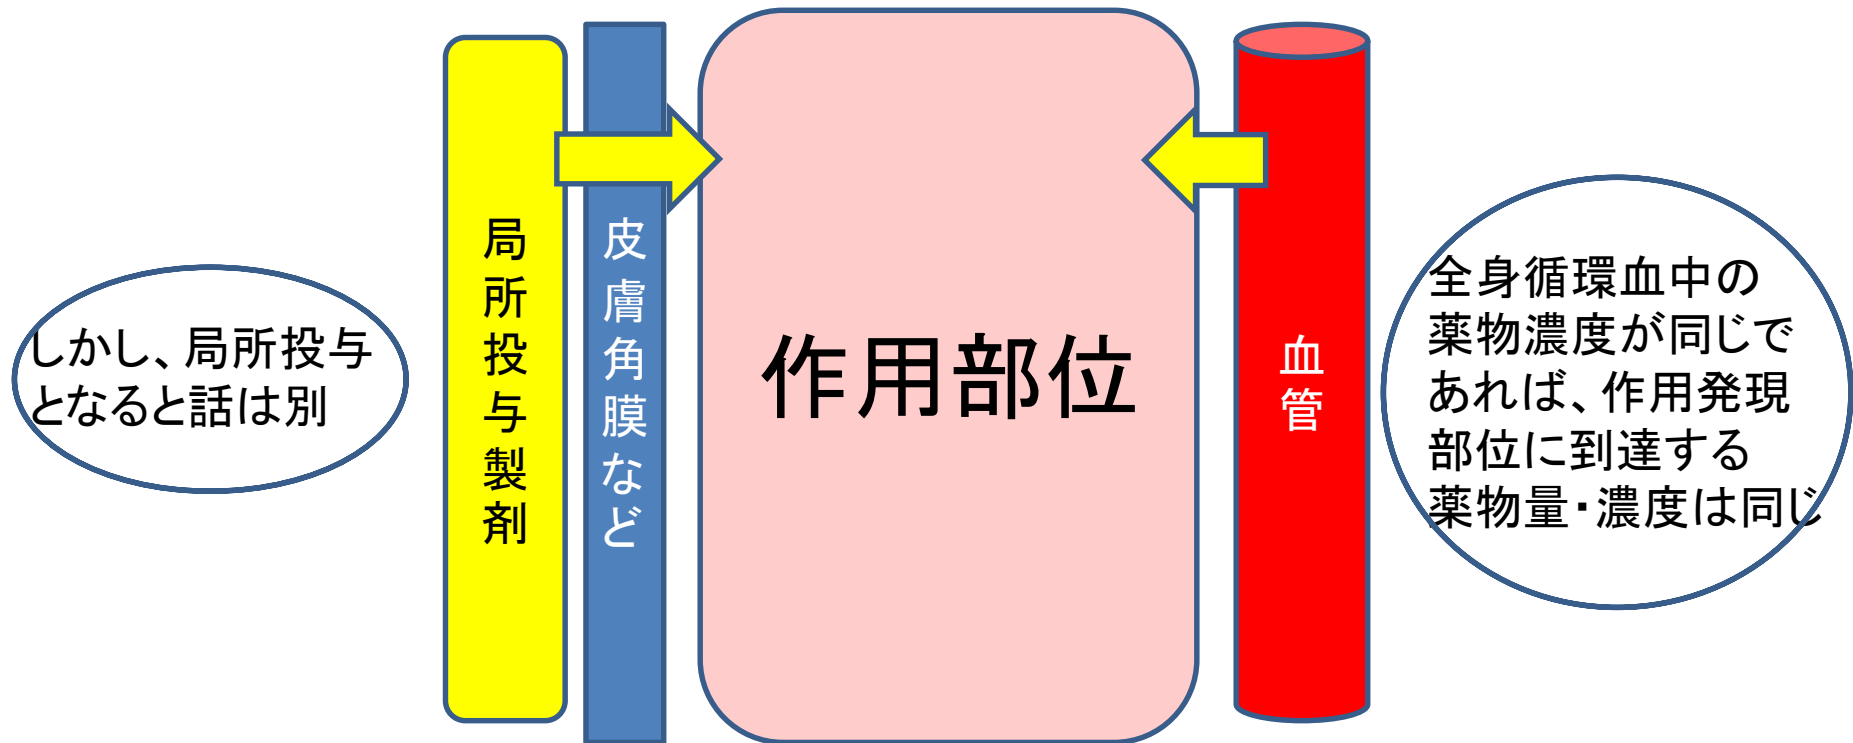 しかし、局所投与
となると話は別
局所投与製剤
皮膚角膜など
作用部位
血管
全身循環血中の
薬物濃度が同じで
あれば、作用発現
部位に到達する
薬物量・濃度は同じ